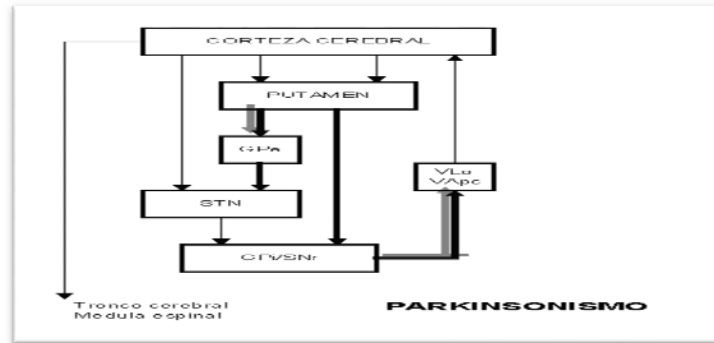 CORTEZA CEREBRAL
PUTAMEN
GPe
VLo
VApc
STN
GPi/SNr
Tronco cerebral
Medula espinal
PARKINSONISMO